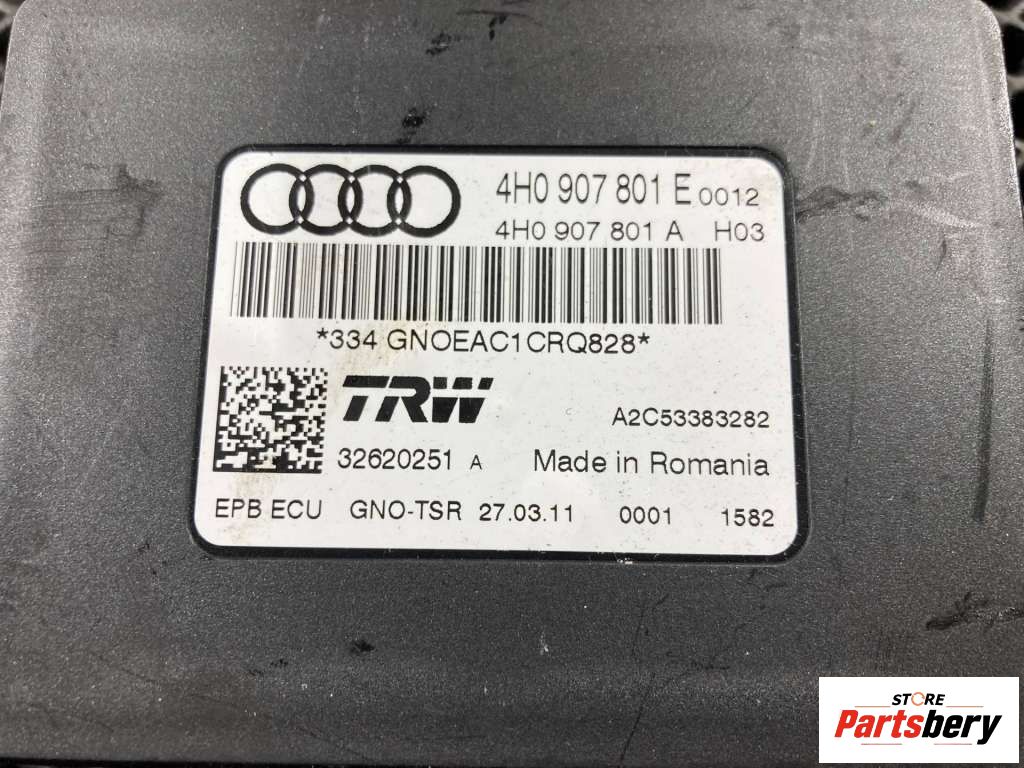 4H0 907 801 E 0012
4H0 907 801 A H03
*334 GNOEAC1CRQ828*
TRW
A2C53383282
32620251 A Made in Romania
EPB ECU GNO-TSR 27.03.11 0001 1582
STORE
Partsbery